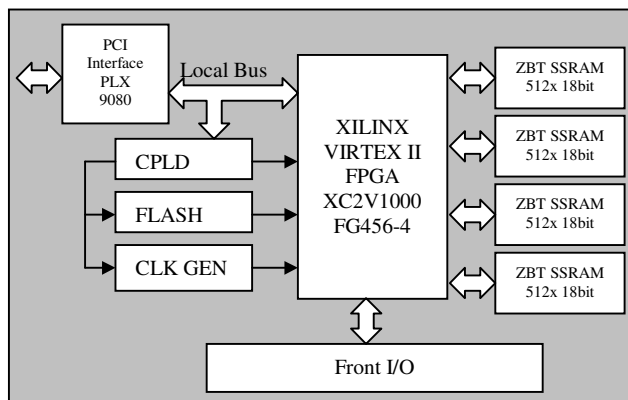 PCI
Interface
PLX
9080
Local Bus
CPLD
FLASH
CLK GEN
XILINX
VIRTEX II
FPGA
XC2V1000
FG456-4
ZBT SSRAM
512x 18bit
ZBT SSRAM
512x 18bit
ZBT SSRAM
512x 18bit
ZBT SSRAM
512x 18bit
Front I/O